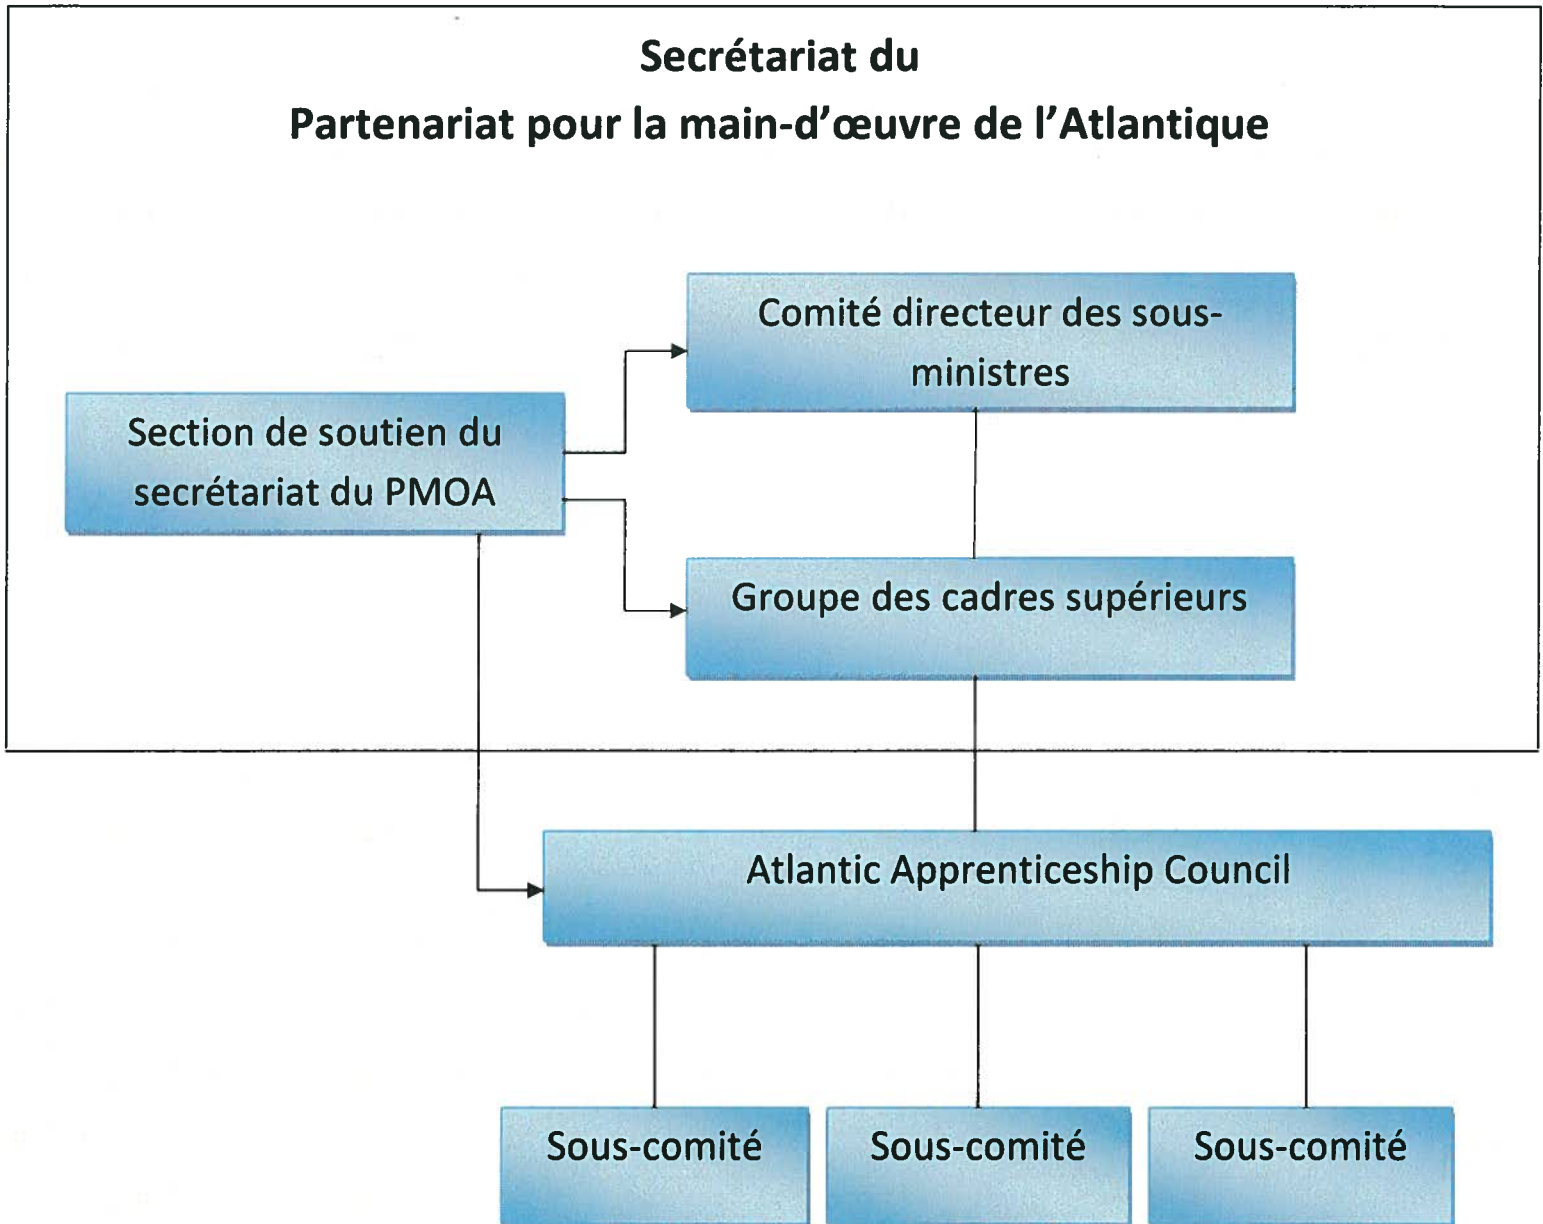 Secrétariat du
Partenariat pour la main-d'œuvre de l'Atlantique
Comité directeur des sous-
ministres
Section de soutien du
secrétariat du PMOA
Groupe des cadres supérieurs
Atlantic Apprenticeship Council
Sous-comité
Sous-comité
Sous-comité